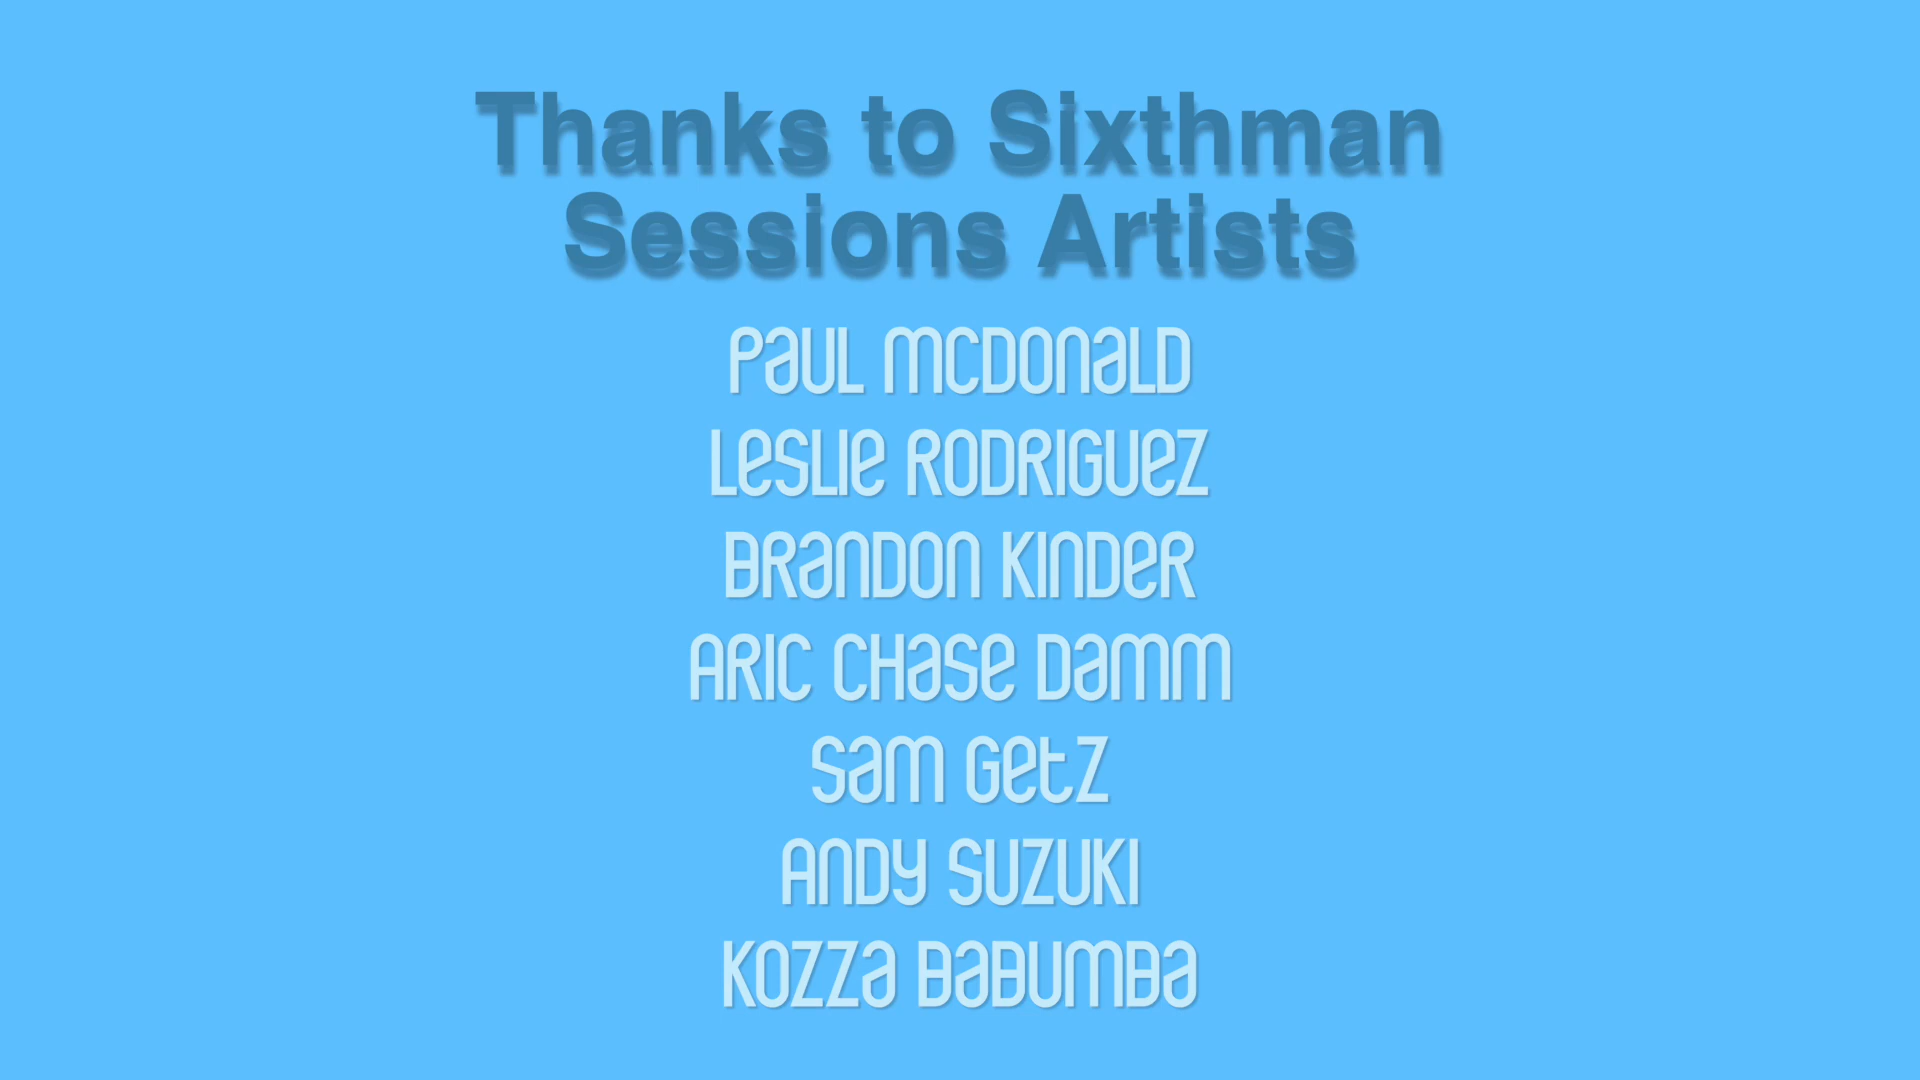 Thanks to Sixthman
Sessions Artists
Paul McDonald
Leslie Rodriguez
Brandon Kinder
Aric Chase Damm
Sam Getz
Andy Suzuki
Kozza Babumba